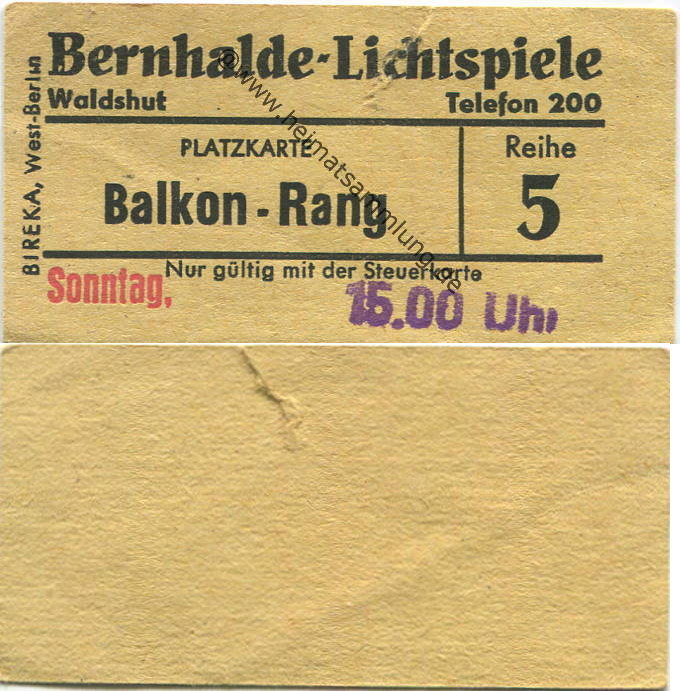 Bernhalde-Lichtspiele
Waldshut Telefon 200
PLATZKARTE Reihe
Balkon - Rang 5
Nur gültig mit der Steuerkarte
Sonntag, 15.00 Uhr
BIREKA, West-Berlin
@www.heimatsammlung.de